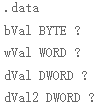 .data
bVal BYTE ?
wVal WORD ?
dVal DWORD ?
dVal2 DWORD ?